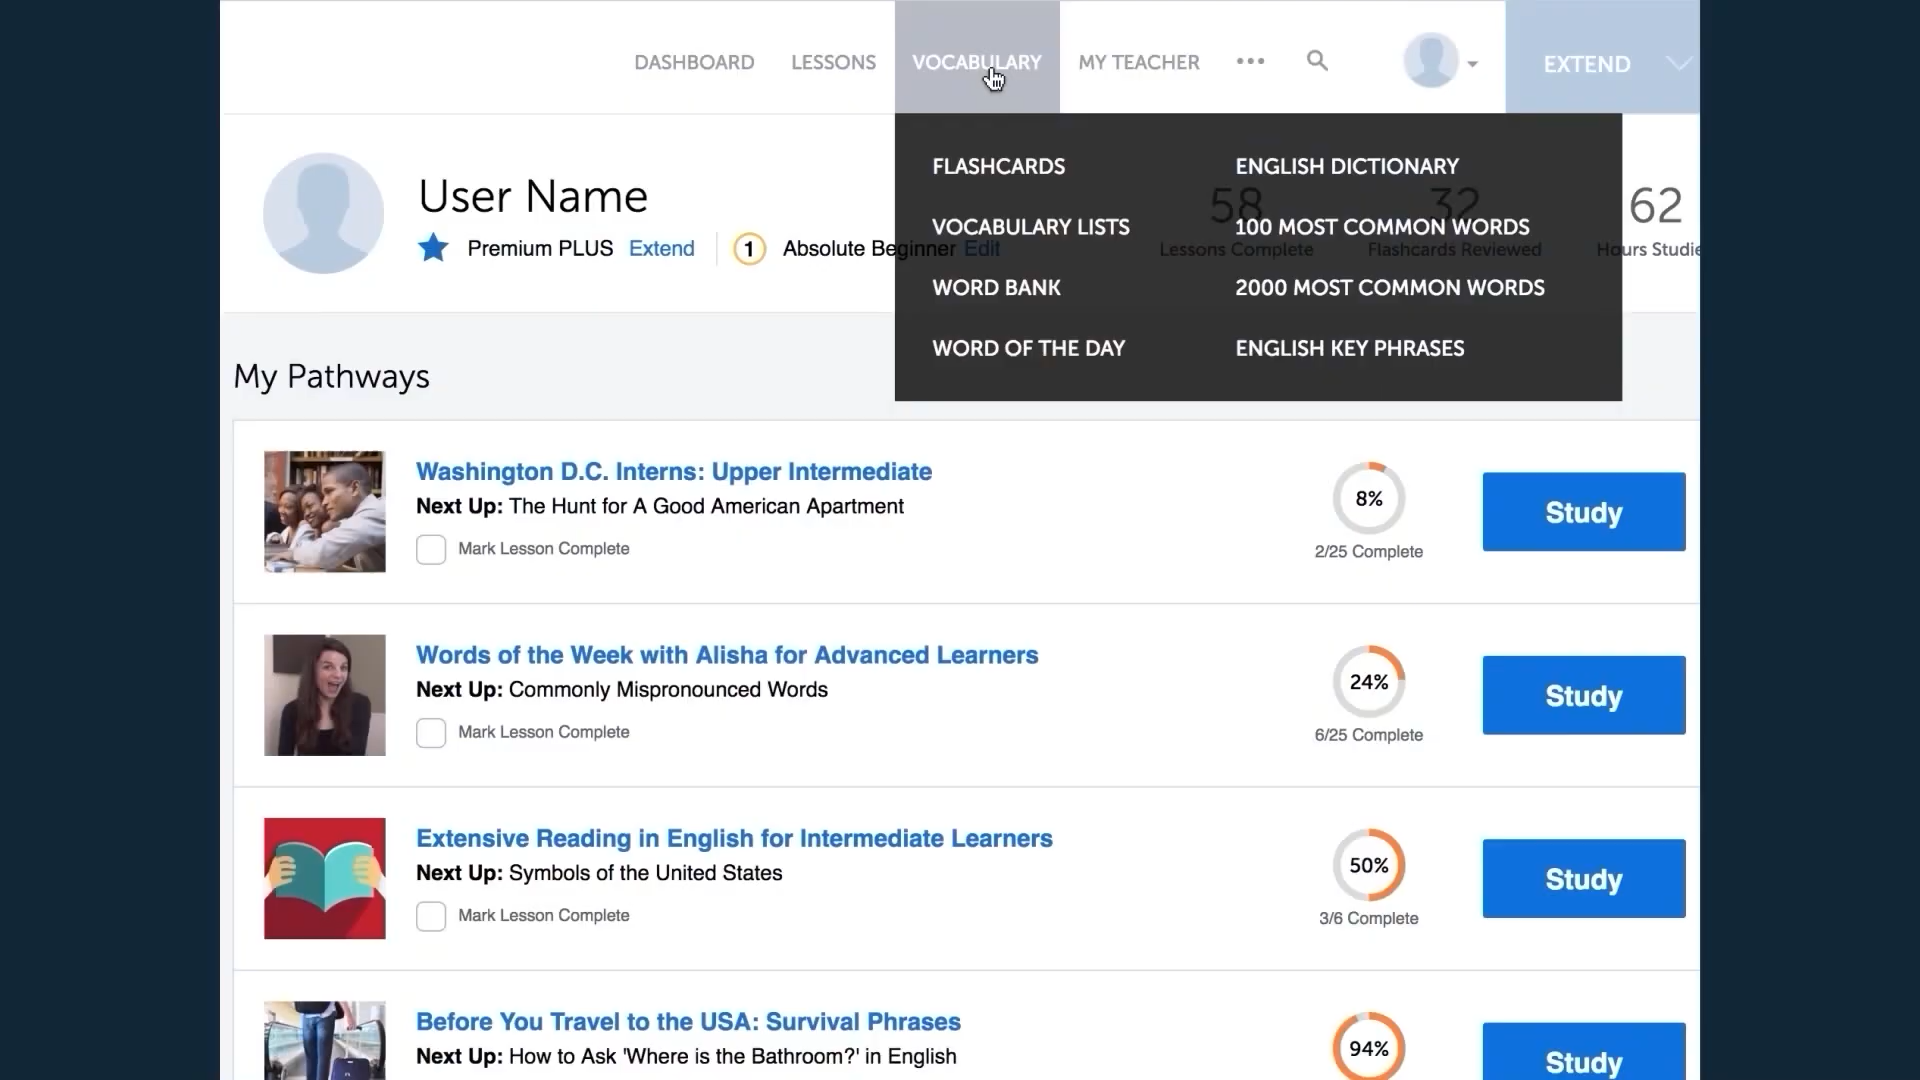 DASHBOARD LESSONS VOCABULARY MY TEACHER EXTEND
FLASHCARDS ENGLISH DICTIONARY
VOCABULARY LISTS 100 MOST COMMON WORDS
WORD BANK 2000 MOST COMMON WORDS
WORD OF THE DAY ENGLISH KEY PHRASES
User Name
Premium PLUS Extend 1 Absolute Beginner Edit
58 32 62
Lessons Complete Flashcards Reviewed Hours Studie
My Pathways
Washington D.C. Interns: Upper Intermediate
Next Up: The Hunt for A Good American Apartment
Mark Lesson Complete
8%
2/25 Complete
Study
Words of the Week with Alisha for Advanced Learners
Next Up: Commonly Mispronounced Words
Mark Lesson Complete
24%
6/25 Complete
Study
Extensive Reading in English for Intermediate Learners
Next Up: Symbols of the United States
Mark Lesson Complete
50%
3/6 Complete
Study
Before You Travel to the USA: Survival Phrases
Next Up: How to Ask 'Where is the Bathroom?' in English
94%
Study